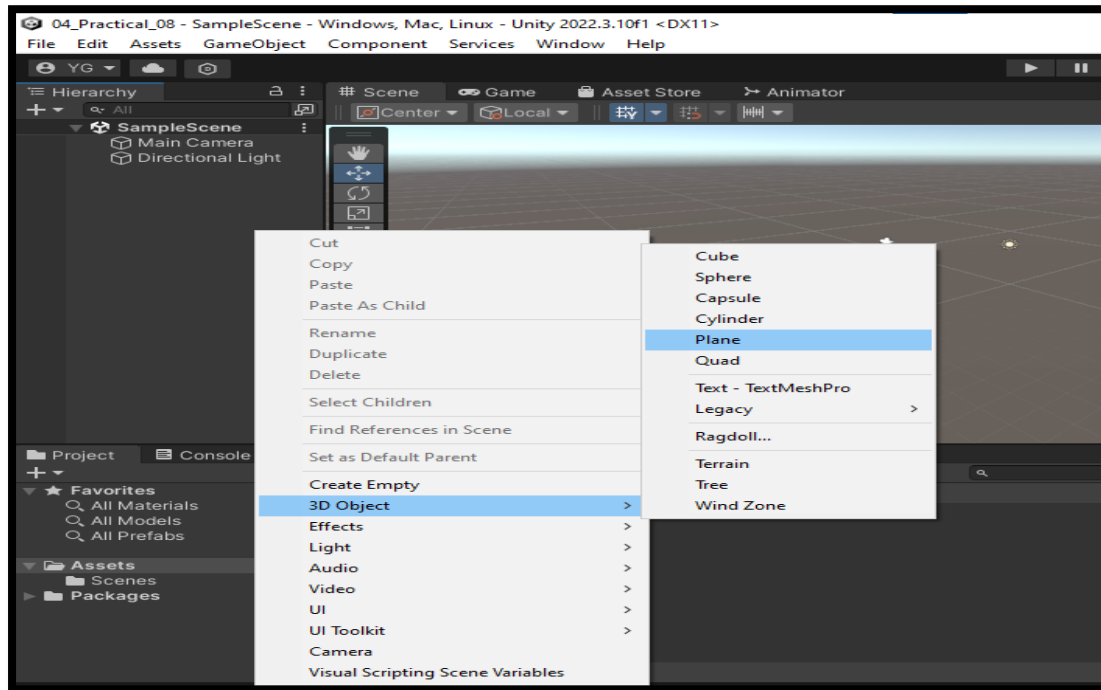 04_Practical_08 - SampleScene - Windows, Mac, Linux - Unity 2022.3.10f1 <DX11>
File Edit Assets GameObject Component Services Window Help
YG
Hierarchy
All
SampleScene
Main Camera
Directional Light
# Scene Game Asset Store Animator
Center Local
Cut
Copy
Paste
Paste As Child
Rename
Duplicate
Delete
Select Children
Find References in Scene
Set as Default Parent
Create Empty
3D Object >
Effects >
Light >
Audio >
Video >
UI >
UI Toolkit >
Camera
Visual Scripting Scene Variables
Cube
Sphere
Capsule
Cylinder
Plane
Quad
Text - TextMeshPro
Legacy >
Ragdoll...
Terrain
Tree
Wind Zone
Project Console
Favorites
All Materials
All Models
All Prefabs
Assets
Scenes
Packages